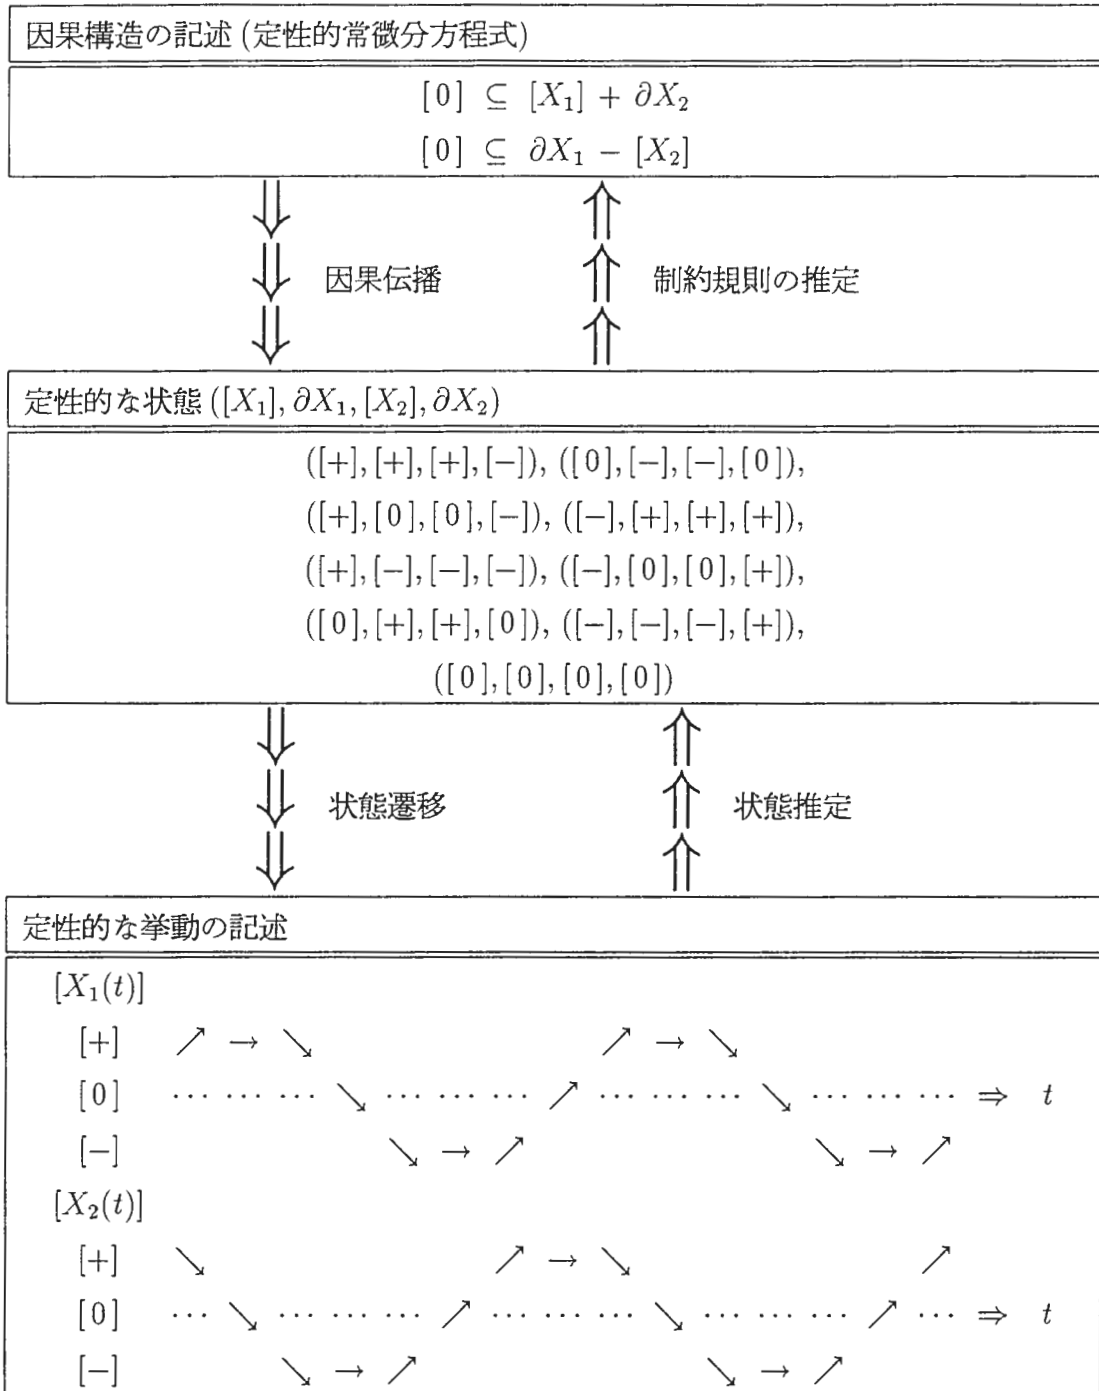 因果構造の記述 (定性的常微分方程式)
[ 0 ] ⊆ [X₁] + ∂X₂
[ 0 ] ⊆ ∂X₁ − [X₂]
⇓ ⇑
⇓ 因果伝播 ⇑ 制約規則の推定
⇓ ⇑
定性的な状態 ([X₁], ∂X₁, [X₂], ∂X₂)
([+], [+], [+], [−]), ([ 0 ], [−], [−], [ 0 ]),
([+], [ 0 ], [ 0 ], [−]), ([−], [+], [+], [+]),
([+], [−], [−], [−]), ([−], [ 0 ], [ 0 ], [+]),
([ 0 ], [+], [+], [ 0 ]), ([−], [−], [−], [+]),
([ 0 ], [ 0 ], [ 0 ], [ 0 ])
⇓ ⇑
⇓ 状態遷移 ⇑ 状態推定
⇓ ⇑
定性的な挙動の記述
[X₁(t)]
[+] ↗ → ↘ ↗ → ↘
[ 0 ] … … … ↘ … … … ↗ … … … ↘ … … … ⇒ t
[−] ↘ → ↗ ↘ → ↗
[X₂(t)]
[+] ↘ ↗ → ↘ ↗
[ 0 ] … ↘ … … … ↗ … … … ↘ … … … ↗ … ⇒ t
[−] ↘ → ↗ ↘ → ↗